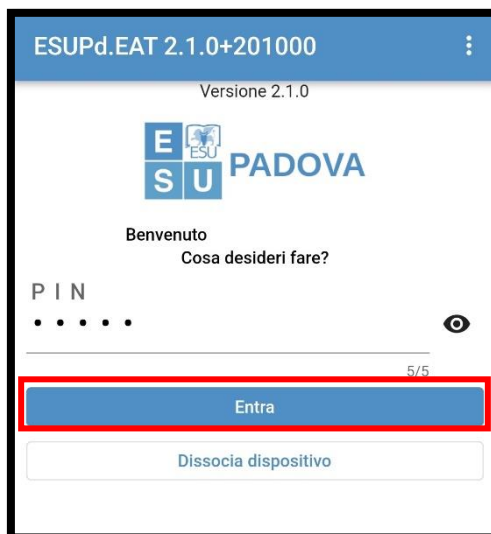 ESUPd.EAT 2.1.0+201000
Versione 2.1.0
E ESU
S U
PADOVA
Benvenuto
Cosa desideri fare?
PIN
• • • • •
5/5
Entra
Dissocia dispositivo